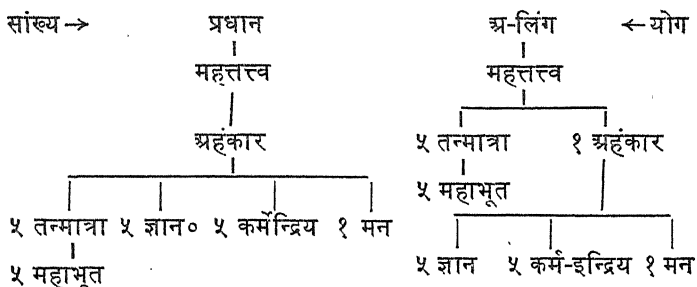 सांख्य → प्रधान अ-लिंग ← योग
महत्तत्त्व महत्तत्त्व
अहंकार ५ तन्मात्रा १ अहंकार
५ महाभूत
५ तन्मात्रा ५ ज्ञान० ५ कर्मेन्द्रिय १ मन
५ महाभूत ५ ज्ञान ५ कर्म-इन्द्रिय १ मन